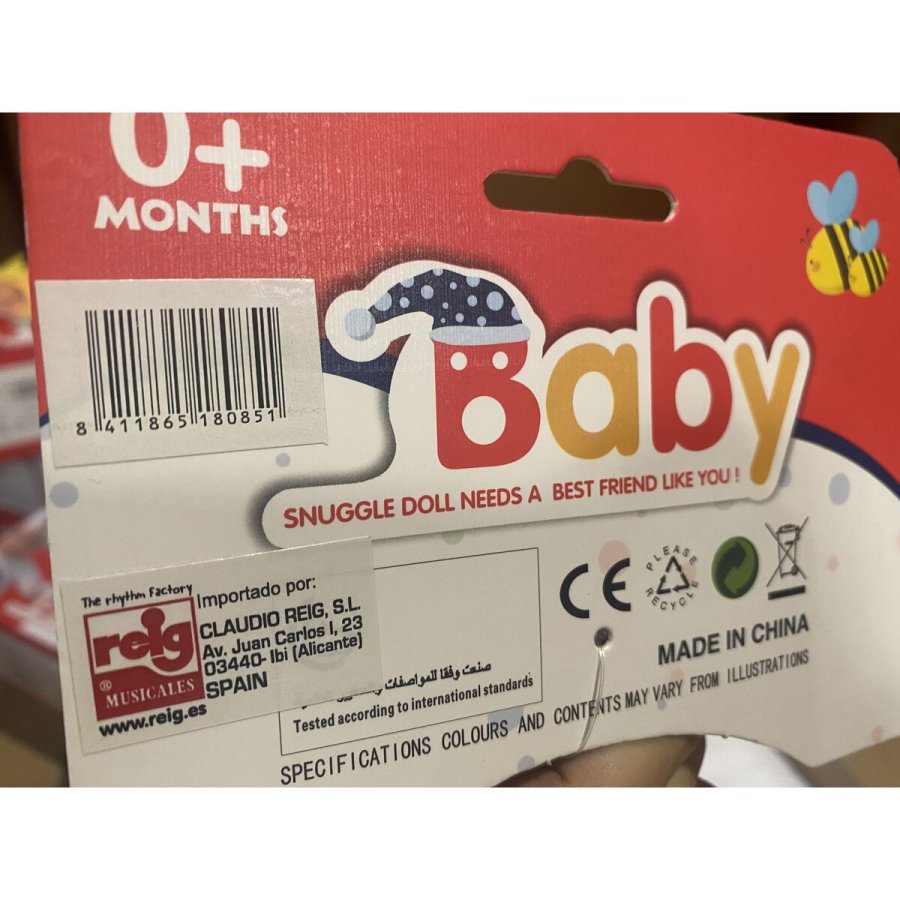 0+
MONTHS
8 411865 180851
Baby
SNUGGLE DOLL NEEDS A BEST FRIEND LIKE YOU !
CE
PLEASE
RECYCLE
The rhythm factory
reig
®
MUSICALES
www.reig.es
Importado por:
CLAUDIO REIG, S.L.
Av. Juan Carlos I, 23
03440- Ibi (Alicante)
SPAIN
صنعت وفقا للمواصفات
Tested according to international standards
MADE IN CHINA
SPECIFICATIONS COLOURS AND CONTENTS MAY VARY FROM ILLUSTRATIONS